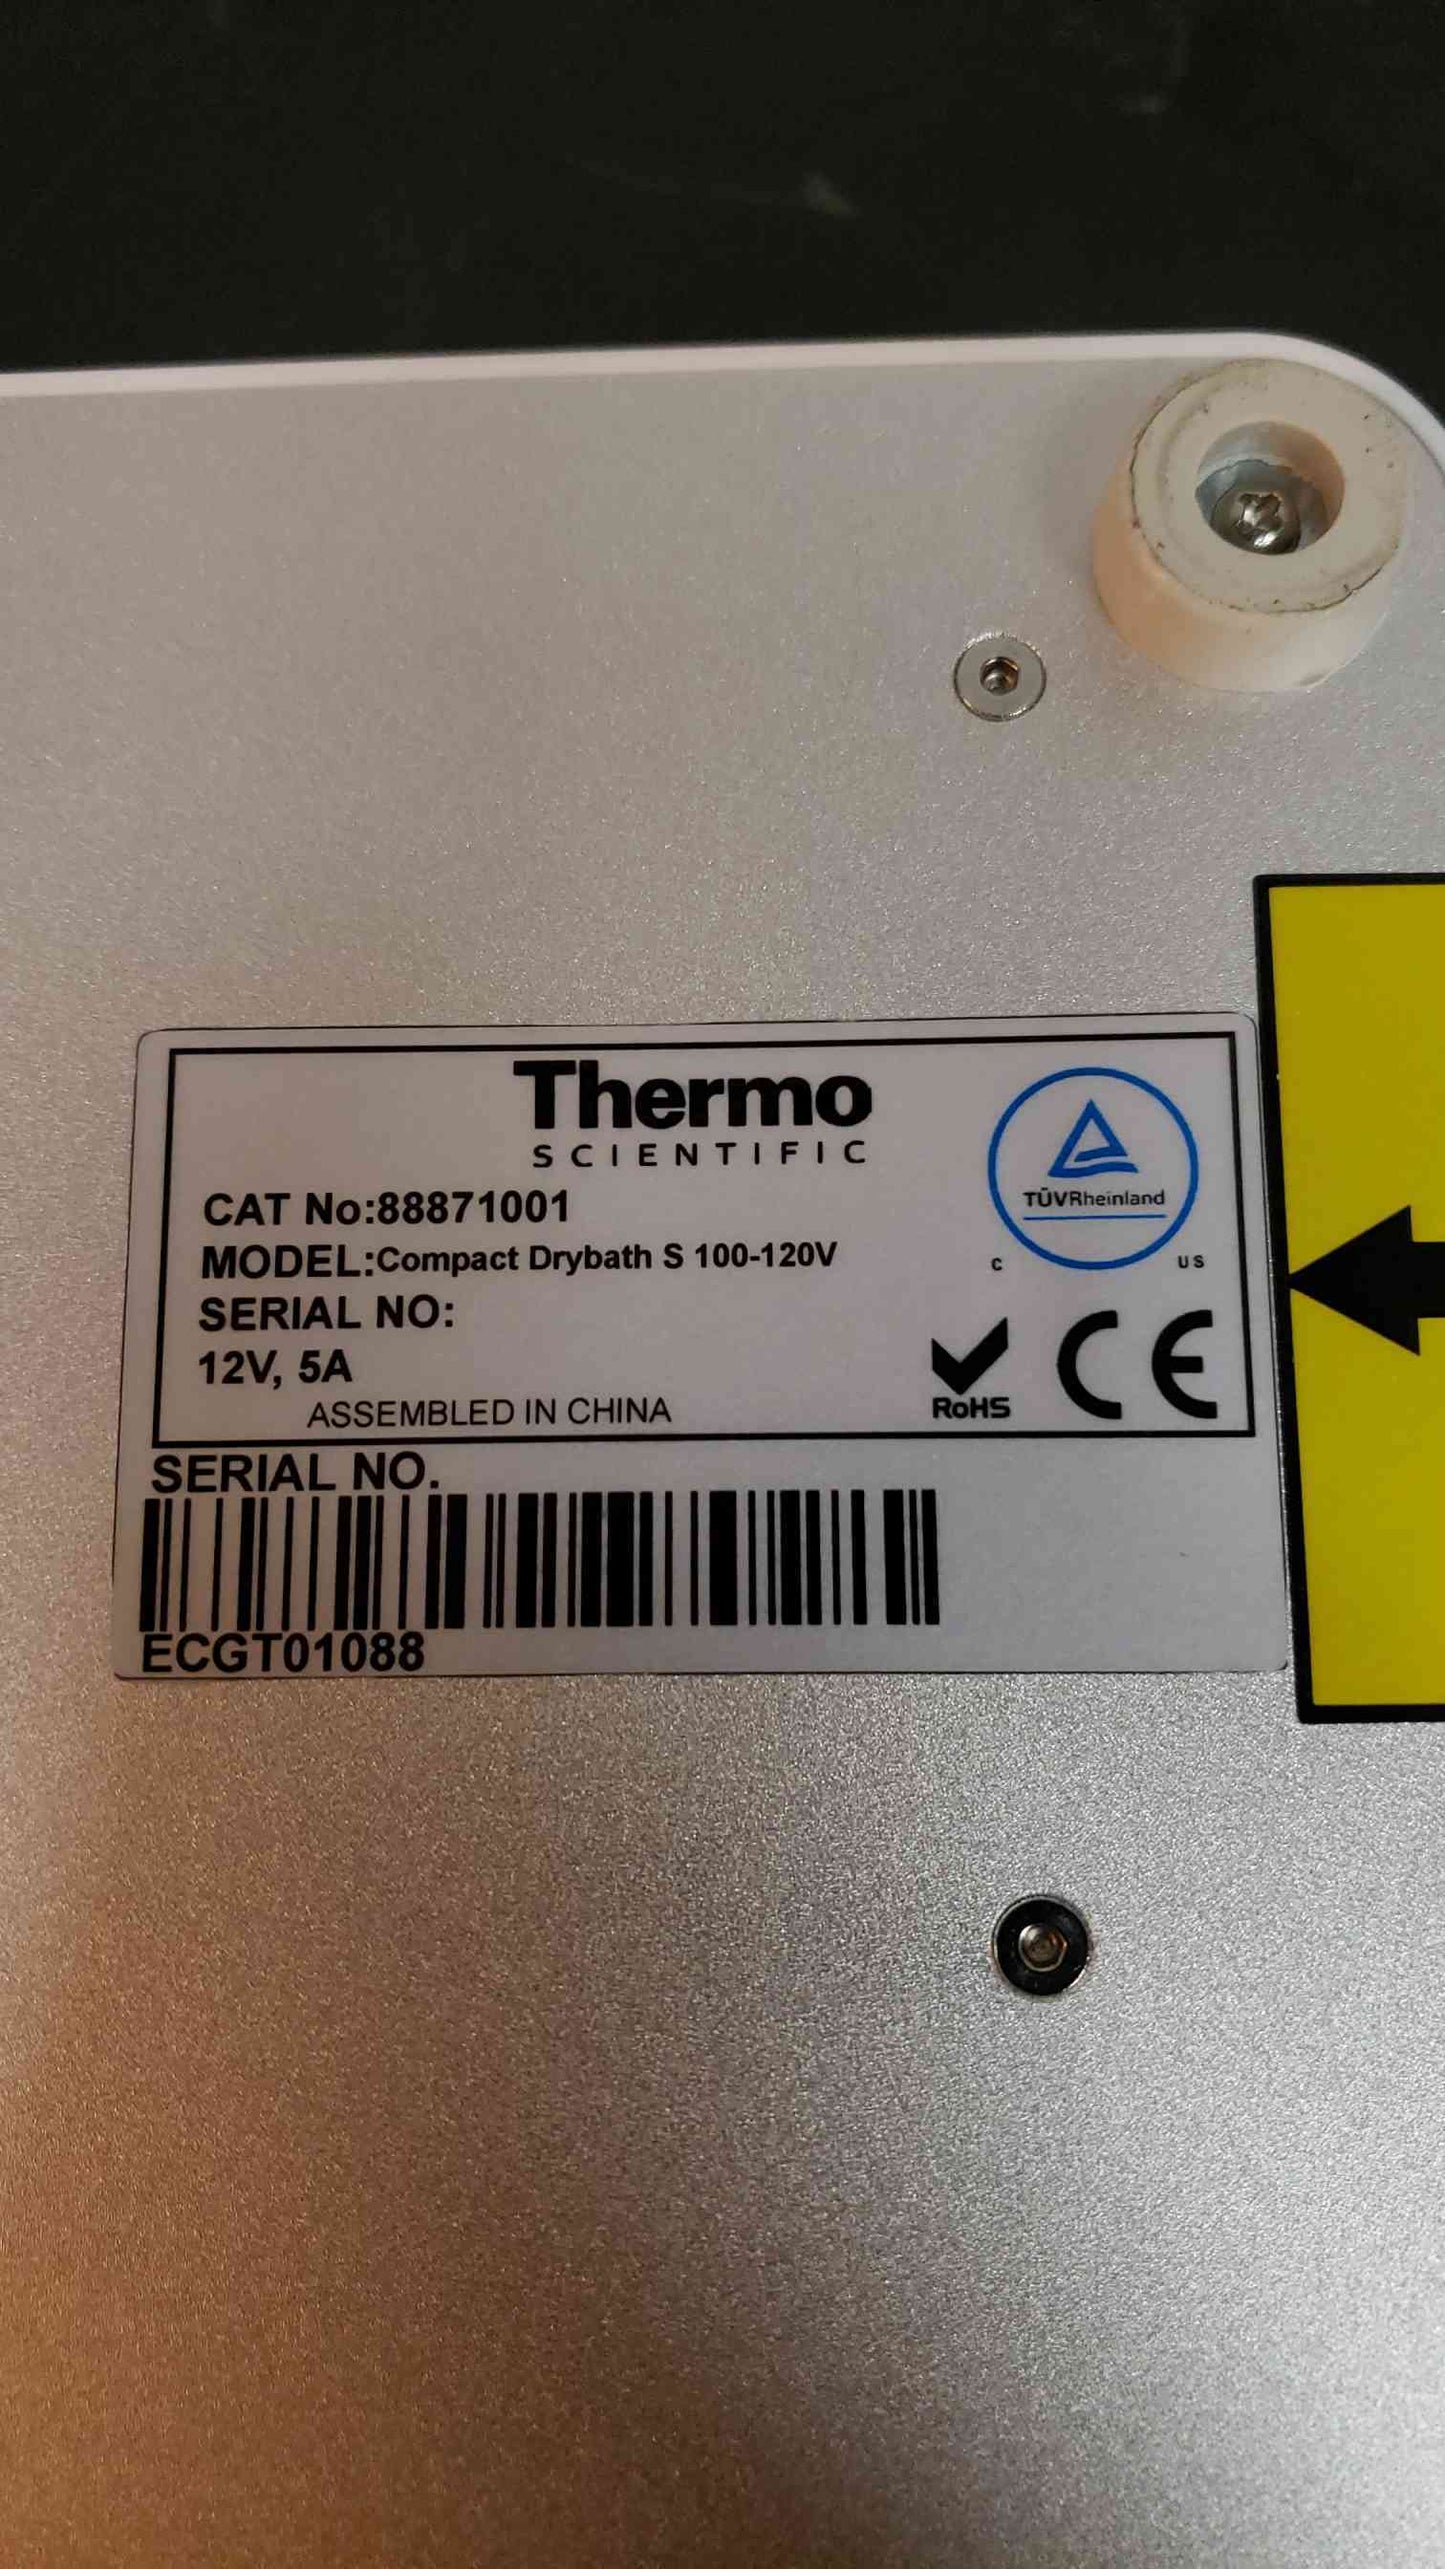 Thermo
SCIENTIFIC
TÜVRheinland
C US
CAT No:88871001
MODEL:Compact Drybath S 100-120V
SERIAL NO:
12V, 5A
ASSEMBLED IN CHINA
RoHS
CE
SERIAL NO.
ECGT01088